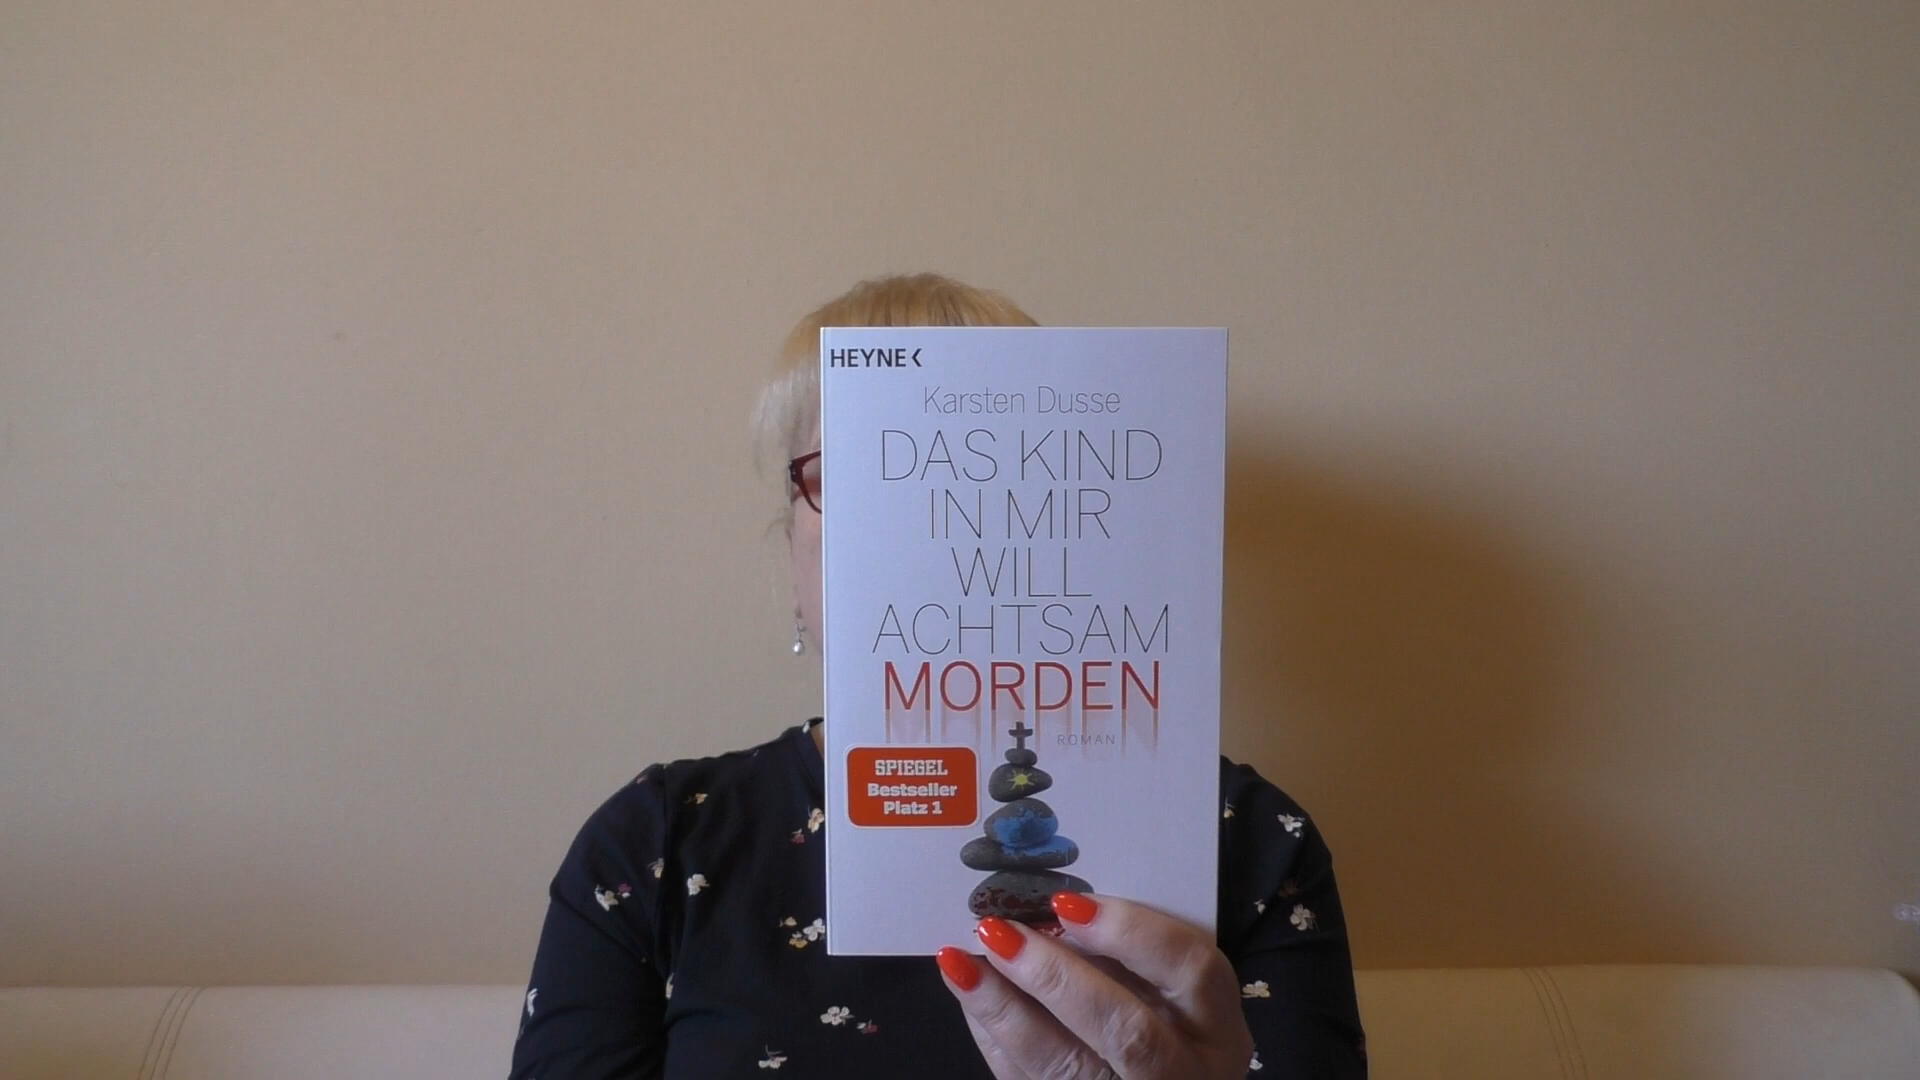 HEYNE
Karsten Dusse
DAS KIND
IN MIR
WILL
ACHTSAM
MORDEN
ROMAN
SPIEGEL
Bestseller
Platz 1